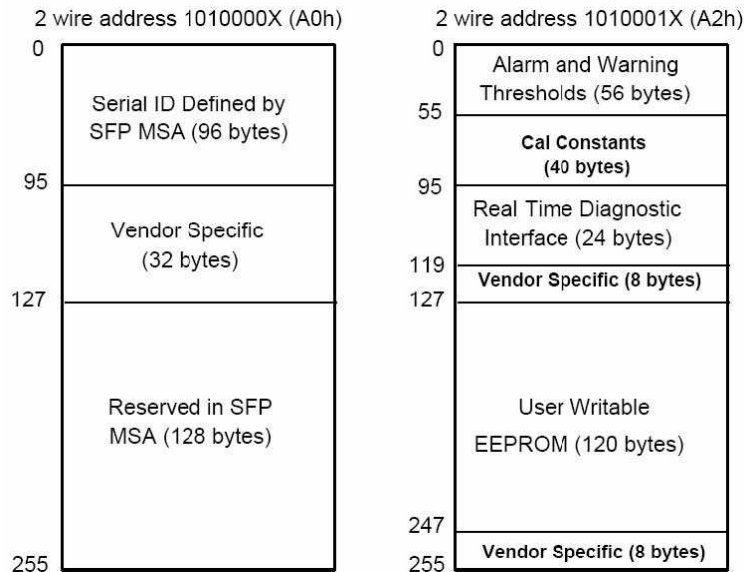 2 wire address 1010000X (A0h)
0
Serial ID Defined by
SFP MSA (96 bytes)
95
Vendor Specific
(32 bytes)
127
Reserved in SFP
MSA (128 bytes)
255
2 wire address 1010001X (A2h)
0
Alarm and Warning
Thresholds (56 bytes)
55
Cal Constants
(40 bytes)
95
Real Time Diagnostic
Interface (24 bytes)
119
Vendor Specific (8 bytes)
127
User Writable
EEPROM (120 bytes)
247
Vendor Specific (8 bytes)
255